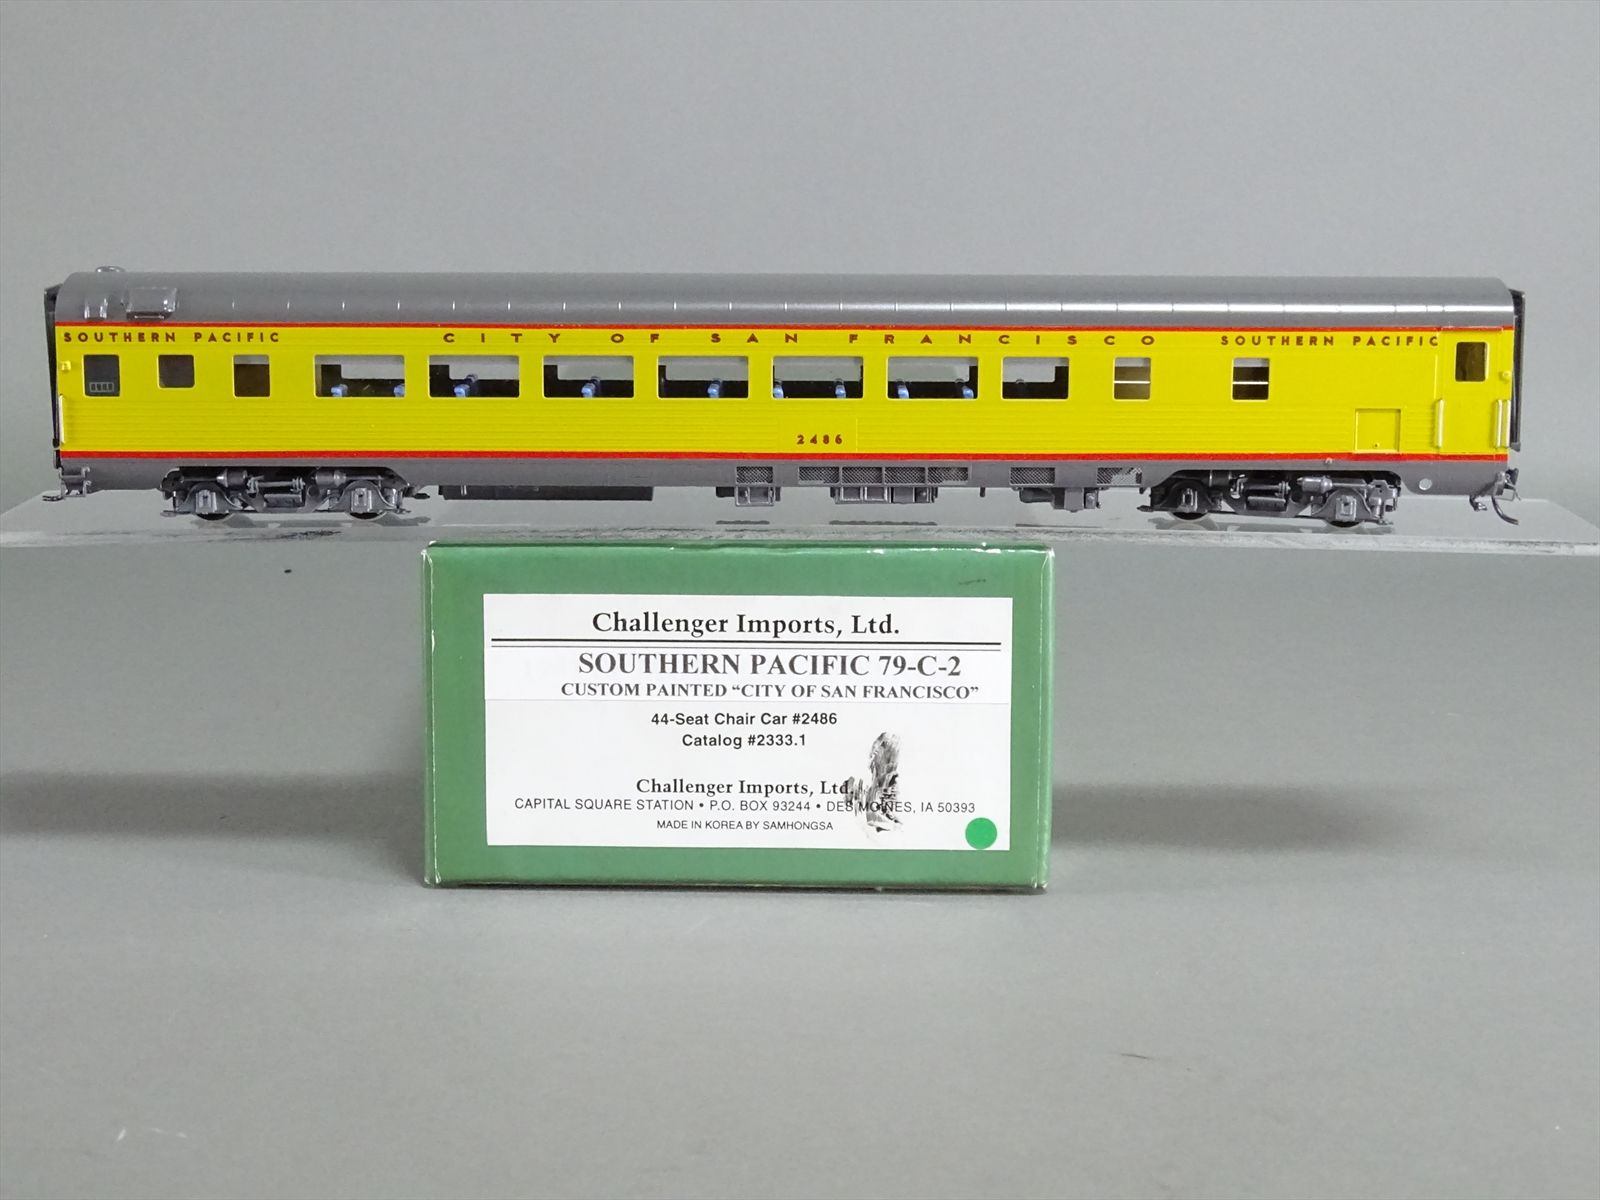 SOUTHERN PACIFIC CITY OF SAN FRANCISCO SOUTHERN PACIFIC
2486
Challenger Imports, Ltd.
SOUTHERN PACIFIC 79-C-2
CUSTOM PAINTED “CITY OF SAN FRANCISCO”
44-Seat Chair Car #2486
Catalog #2333.1
Challenger Imports, Ltd.
CAPITAL SQUARE STATION • P.O. BOX 93244 • DES MOINES, IA 50393
MADE IN KOREA BY SAMHONGSA